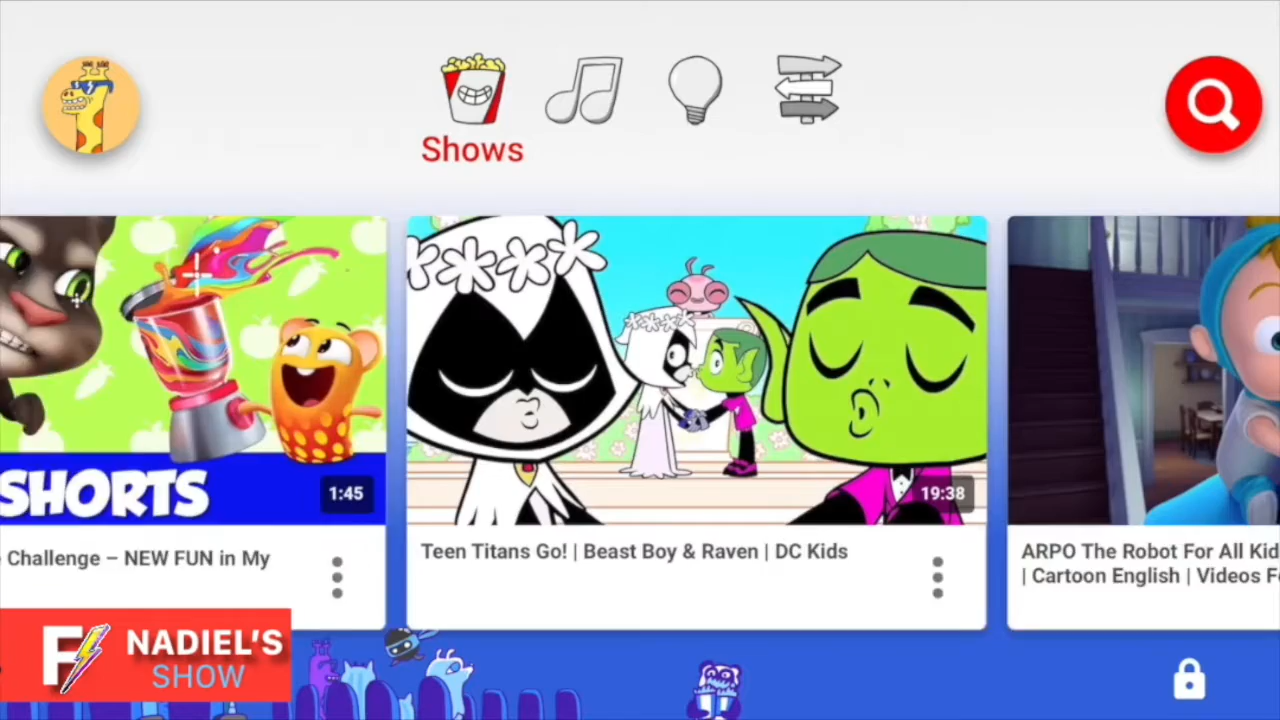 Shows
SHORTS
1:45
19:38
Challenge – NEW FUN in My
Teen Titans Go! | Beast Boy & Raven | DC Kids
ARPO The Robot For All Kid
| Cartoon English | Videos F
F
NADIEL'S
SHOW